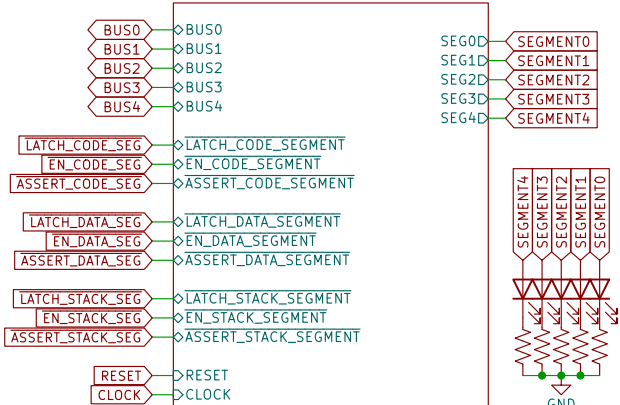 BUS0 BUS0
BUS1 BUS1
BUS2 BUS2
BUS3 BUS3
BUS4 BUS4
LATCH_CODE_SEG LATCH_CODE_SEGMENT
EN_CODE_SEG EN_CODE_SEGMENT
ASSERT_CODE_SEG ASSERT_CODE_SEGMENT
LATCH_DATA_SEG LATCH_DATA_SEGMENT
EN_DATA_SEG EN_DATA_SEGMENT
ASSERT_DATA_SEG ASSERT_DATA_SEGMENT
LATCH_STACK_SEG LATCH_STACK_SEGMENT
EN_STACK_SEG EN_STACK_SEGMENT
ASSERT_STACK_SEG ASSERT_STACK_SEGMENT
RESET RESET
CLOCK CLOCK
SEG0 SEGMENT0
SEG1 SEGMENT1
SEG2 SEGMENT2
SEG3 SEGMENT3
SEG4 SEGMENT4
SEGMENT4
SEGMENT3
SEGMENT2
SEGMENT1
SEGMENT0
GND